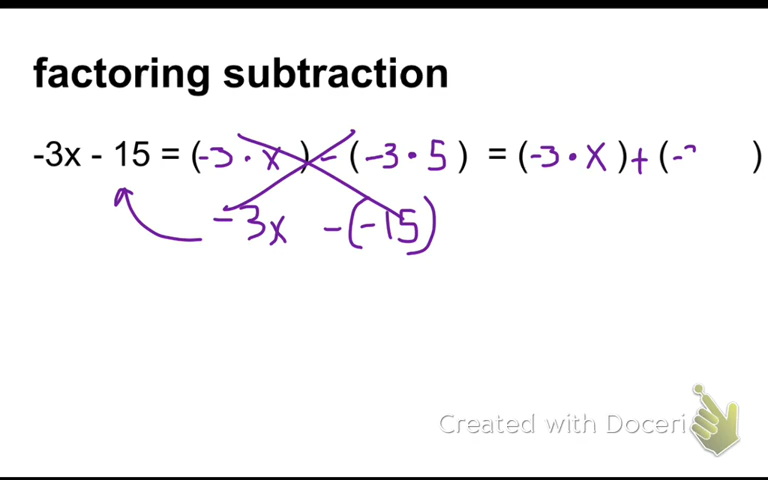 factoring subtraction
-3x - 15 = (-3 · x ) - (-3 · 5 ) = (-3 · x ) + (- )
-3x -(-15)
Created with Doceri